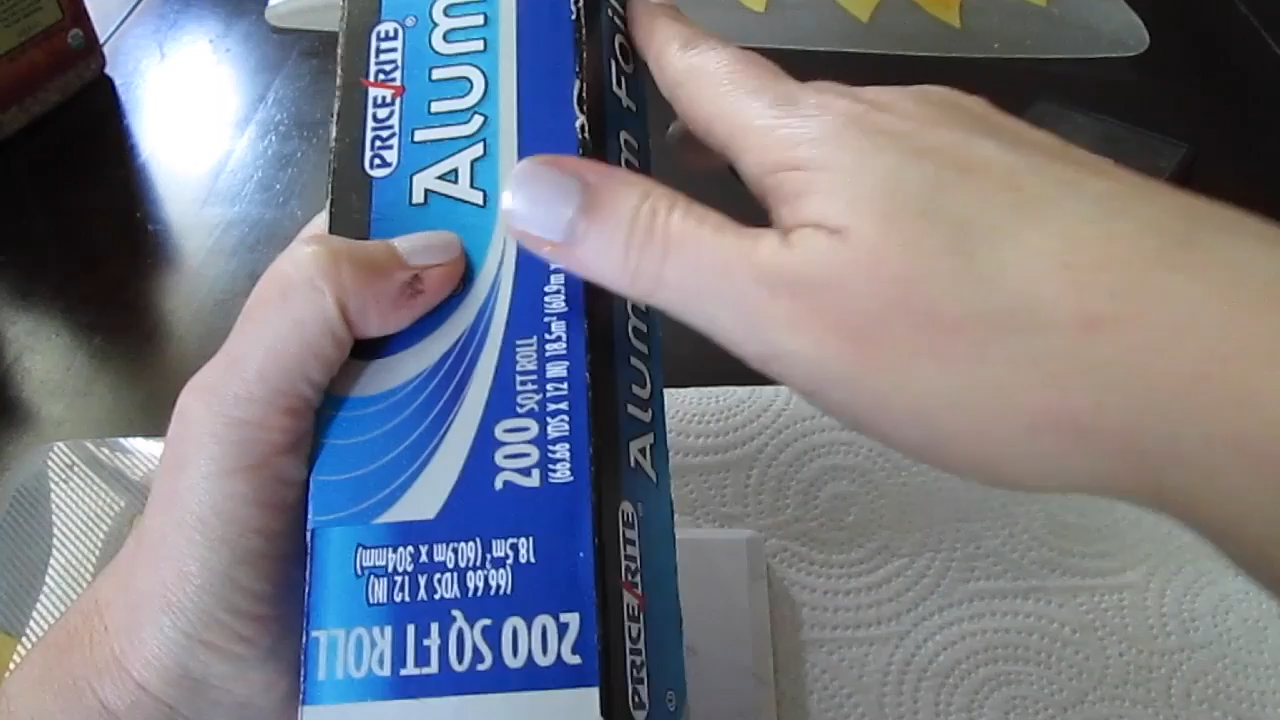 PRICE RITE®
Alum
200 SQ FT ROLL
(66.66 YDS X 12 IN) 18.5m² (60.9m
(66.66 YDS X 12 IN)
18.5m² (60.9m x 304mm)
200 SQ FT ROLL
PRICE RITE
Alum m Foil